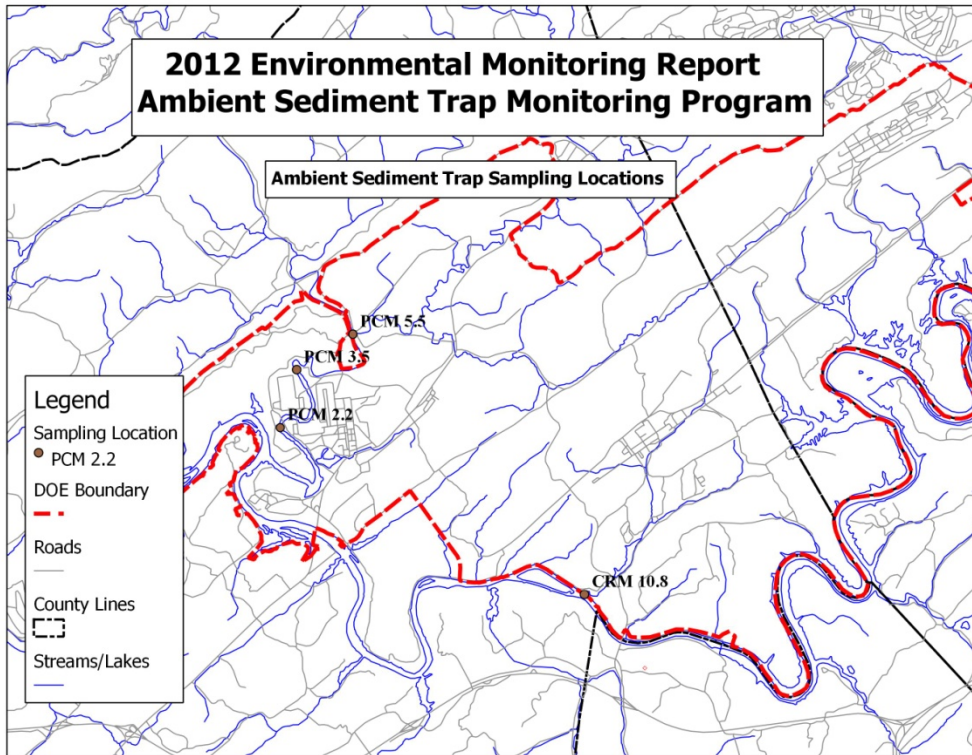 2012 Environmental Monitoring Report
Ambient Sediment Trap Monitoring Program
Ambient Sediment Trap Sampling Locations
PCM 5.5
PCM 3.5
PCM 2.2
CRM 10.8
Legend
Sampling Location
PCM 2.2
DOE Boundary
Roads
County Lines
Streams/Lakes